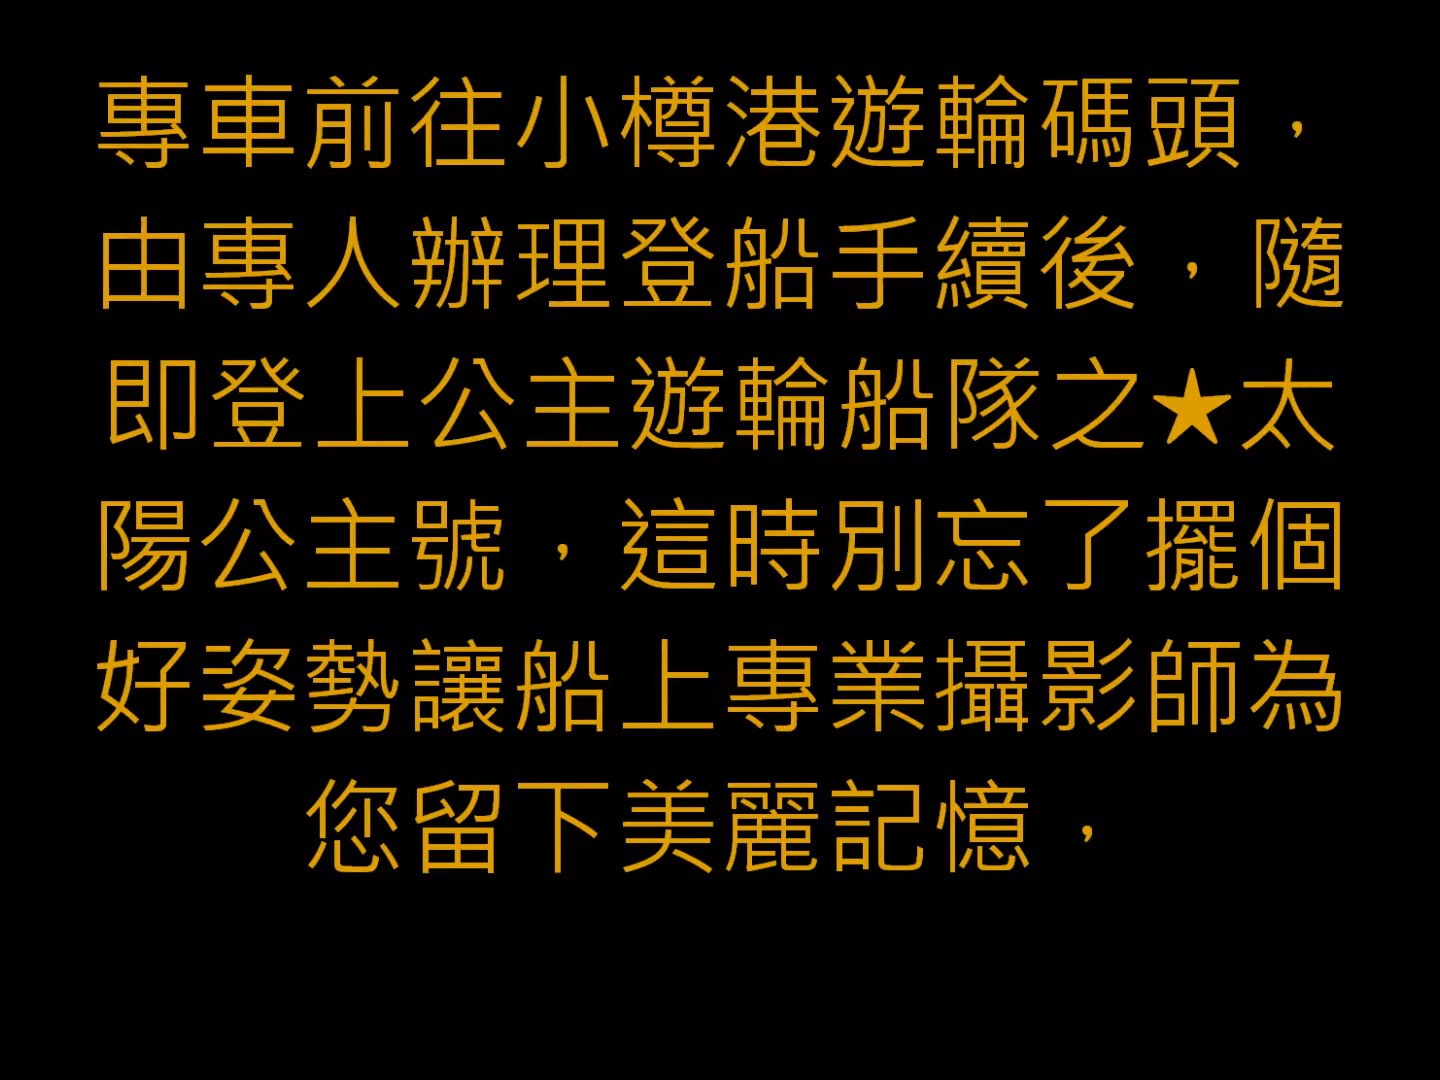 專車前往小樽港遊輪碼頭，
由專人辦理登船手續後，隨
即登上公主遊輪船隊之★太
陽公主號，這時別忘了擺個
好姿勢讓船上專業攝影師為
您留下美麗記憶，